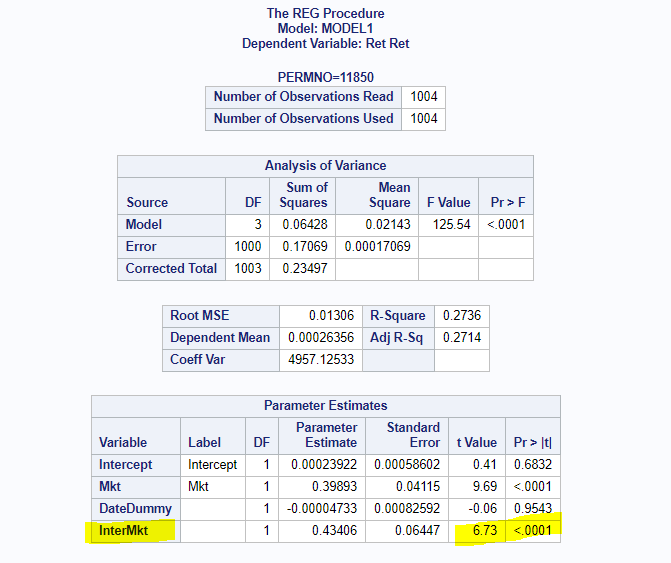 The REG Procedure
Model: MODEL1
Dependent Variable: Ret Ret
PERMNO=11850
Number of Observations Read 1004
Number of Observations Used 1004
Analysis of Variance
Source DF Sum of Squares Mean Square F Value Pr > F
Model 3 0.06428 0.02143 125.54 <.0001
Error 1000 0.17069 0.00017069
Corrected Total 1003 0.23497
Root MSE 0.01306 R-Square 0.2736
Dependent Mean 0.00026356 Adj R-Sq 0.2714
Coeff Var 4957.12533
Parameter Estimates
Variable Label DF Parameter Estimate Standard Error t Value Pr > |t|
Intercept Intercept 1 0.00023922 0.00058602 0.41 0.6832
Mkt Mkt 1 0.39893 0.04115 9.69 <.0001
DateDummy 1 -0.00004733 0.00082592 -0.06 0.9543
InterMkt 1 0.43406 0.06447 6.73 <.0001